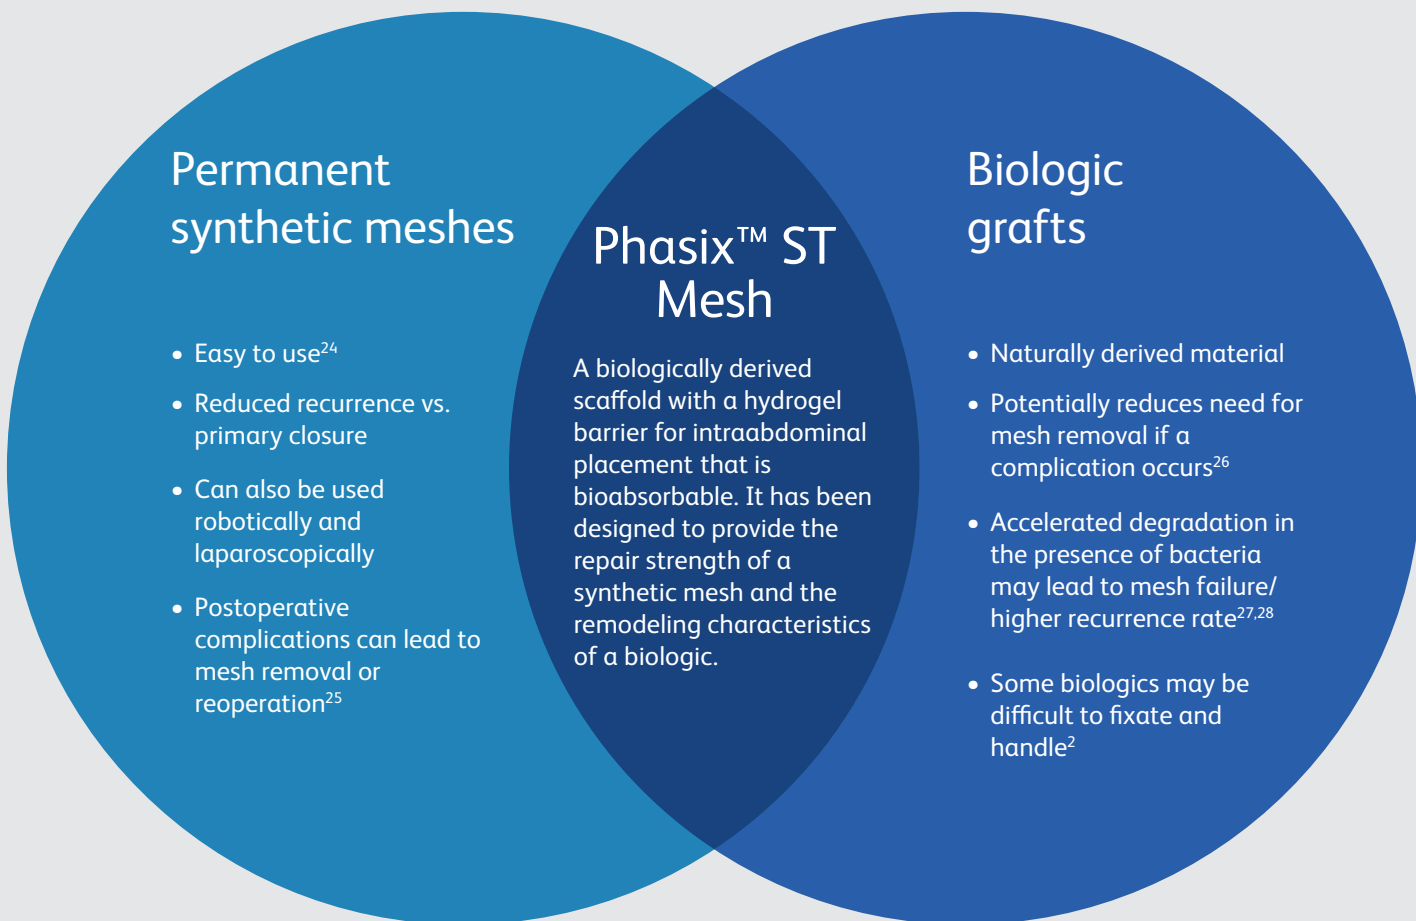 Permanent
synthetic meshes
• Easy to use²⁴
• Reduced recurrence vs.
primary closure
• Can also be used
robotically and
laparoscopically
• Postoperative
complications can lead to
mesh removal or
reoperation²⁵
Phasix™ ST
Mesh
A biologically derived
scaffold with a hydrogel
barrier for intraabdominal
placement that is
bioabsorbable. It has been
designed to provide the
repair strength of a
synthetic mesh and the
remodeling characteristics
of a biologic.
Biologic
grafts
• Naturally derived material
• Potentially reduces need for
mesh removal if a
complication occurs²⁶
• Accelerated degradation in
the presence of bacteria
may lead to mesh failure/
higher recurrence rate²⁷,²⁸
• Some biologics may be
difficult to fixate and
handle²